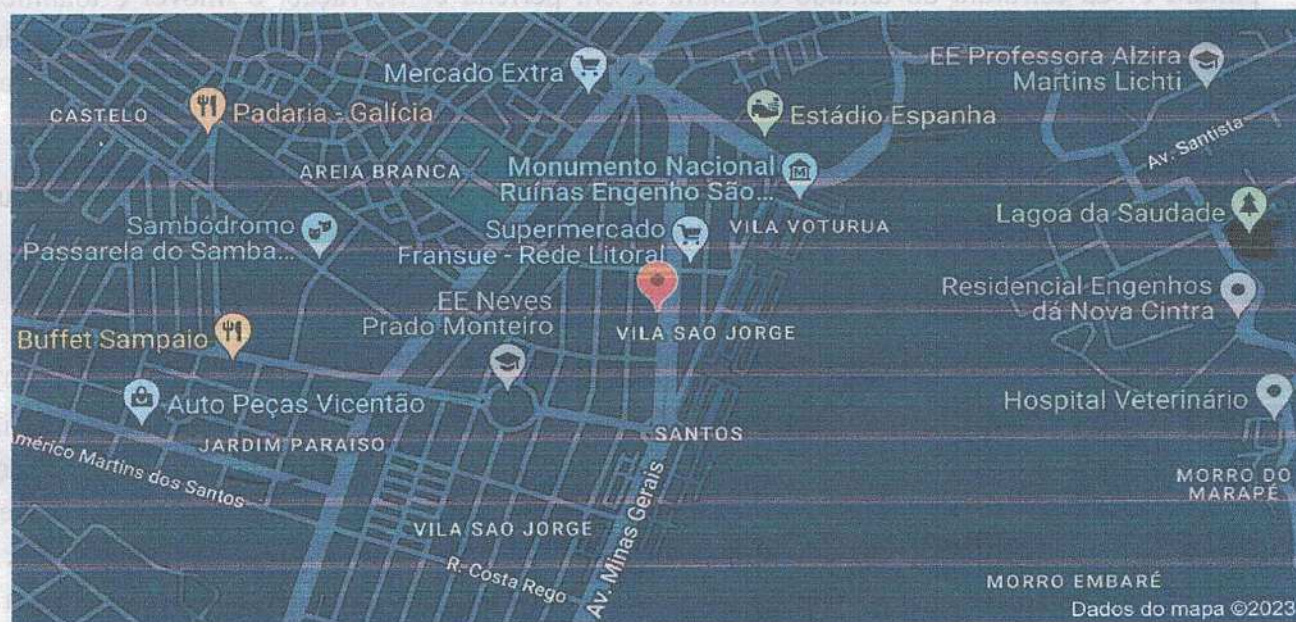 Mercado Extra
EE Professora Alzira
Martins Lichti
CASTELO
Padaria - Galícia
Estádio Espanha
Av. Santista
AREIA BRANCA
Monumento Nacional
Ruínas Engenho São...
Sambódromo
Passarela do Samba...
Supermercado
Fransue - Rede Litoral
VILA VOTURUA
Lagoa da Saudade
EE Neves
Prado Monteiro
VILA SAO JORGE
Residencial Engenhos
dá Nova Cintra
Buffet Sampaio
Auto Peças Vicentão
Hospital Veterinário
JARDIM PARAISO
SANTOS
américo Martins dos Santos
MORRO DO
MARAPÉ
VILA SAO JORGE
Av. Minas Gerais
R. Costa Rego
MORRO EMBARÉ
Dados do mapa ©2023